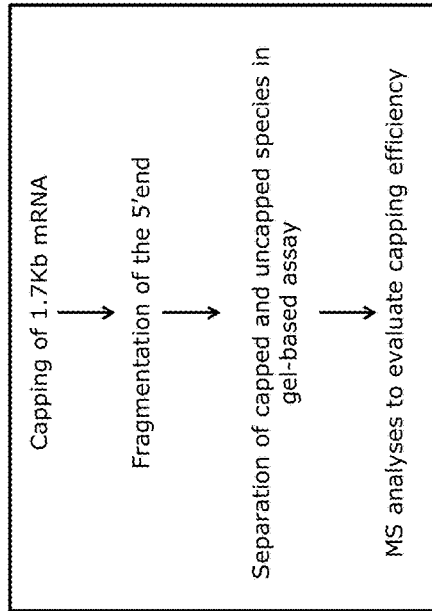 Capping of 1.7Kb mRNA
Fragmentation of the 5'end
Separation of capped and uncapped species in
gel-based assay
MS analyses to evaluate capping efficiency